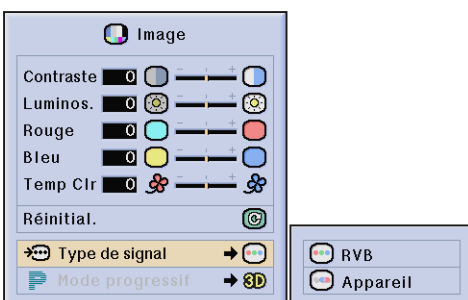 Image
Contraste 0
Luminos. 0
Rouge 0
Bleu 0
Temp Clr 0
Réinitial.
Type de signal
P Mode progressif 3D
RVB
Appareil